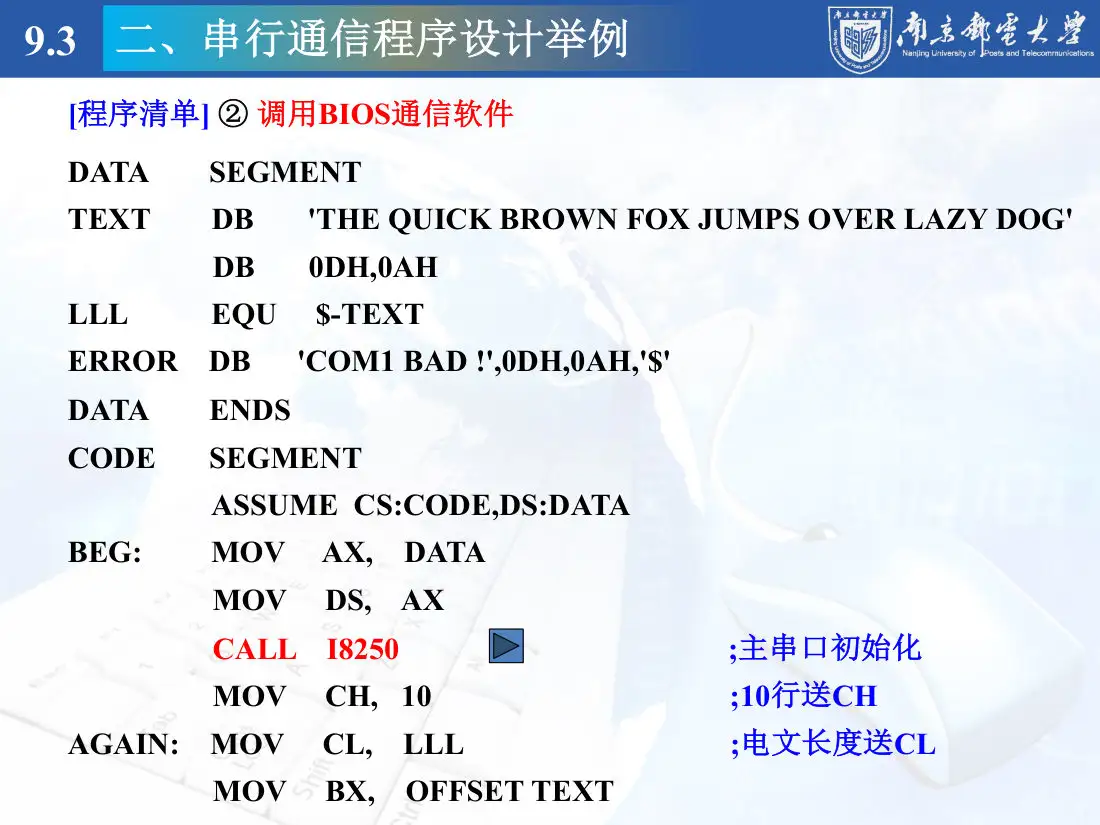 9.3 二、串行通信程序设计举例
南京邮电大学
Nanjing University of Posts and Telecommunications
[程序清单] ② 调用BIOS通信软件
DATA SEGMENT
TEXT DB 'THE QUICK BROWN FOX JUMPS OVER LAZY DOG'
DB 0DH,0AH
LLL EQU $-TEXT
ERROR DB 'COM1 BAD !',0DH,0AH,'$'
DATA ENDS
CODE SEGMENT
ASSUME CS:CODE,DS:DATA
BEG: MOV AX, DATA
MOV DS, AX
CALL I8250 ;主串口初始化
MOV CH, 10 ;10行送CH
AGAIN: MOV CL, LLL ;电文长度送CL
MOV BX, OFFSET TEXT